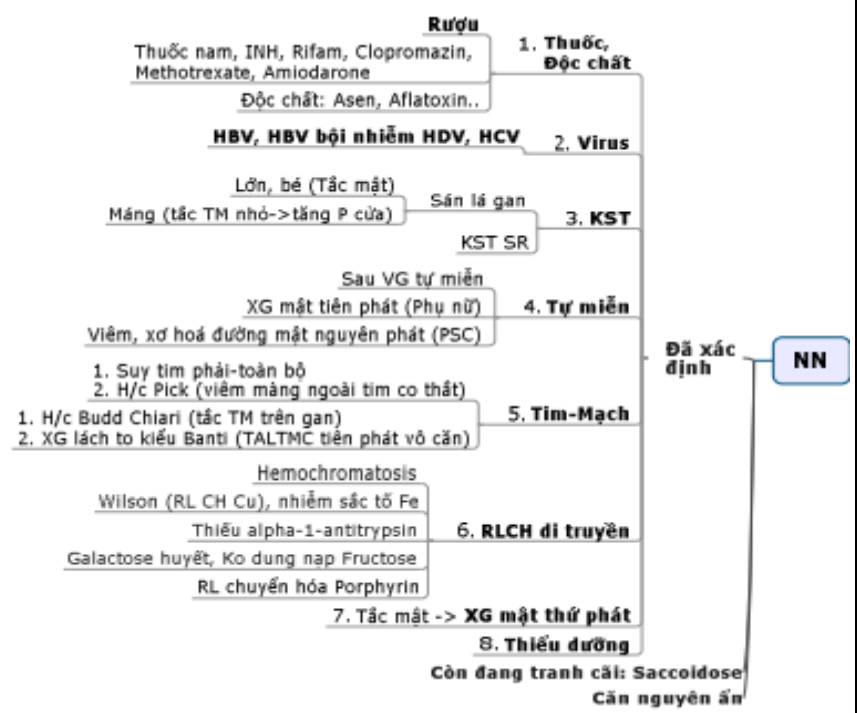 NN
Đã xác
định
1. Thuốc,
Độc chất
Rượu
Thuốc nam, INH, Rifam, Clopromazin,
Methotrexate, Amiodarone
Độc chất: Asen, Aflatoxin..
2. Virus
HBV, HBV bội nhiễm HDV, HCV
3. KST
Sán lá gan
Lớn, bé (Tắc mật)
Máng (tắc TM nhỏ->tăng P cửa)
KST SR
4. Tự miễn
Sau VG tự miễn
XG mật tiên phát (Phụ nữ)
Viêm, xơ hoá đường mật nguyên phát (PSC)
5. Tim-Mạch
1. Suy tim phải-toàn bộ
2. H/c Pick (viêm màng ngoài tim co thắt)
1. H/c Budd Chiari (tắc TM trên gan)
2. XG lách to kiểu Banti (TALTMC tiên phát vô căn)
6. RLCH di truyền
Hemochromatosis
Wilson (RL CH Cu), nhiễm sắc tố Fe
Thiếu alpha-1-antitrypsin
Galactose huyết, Ko dung nạp Fructose
RL chuyển hóa Porphyrin
7. Tắc mật -> XG mật thứ phát
8. Thiếu dưỡng
Còn đang tranh cãi: Saccoidose
Căn nguyên ẩn